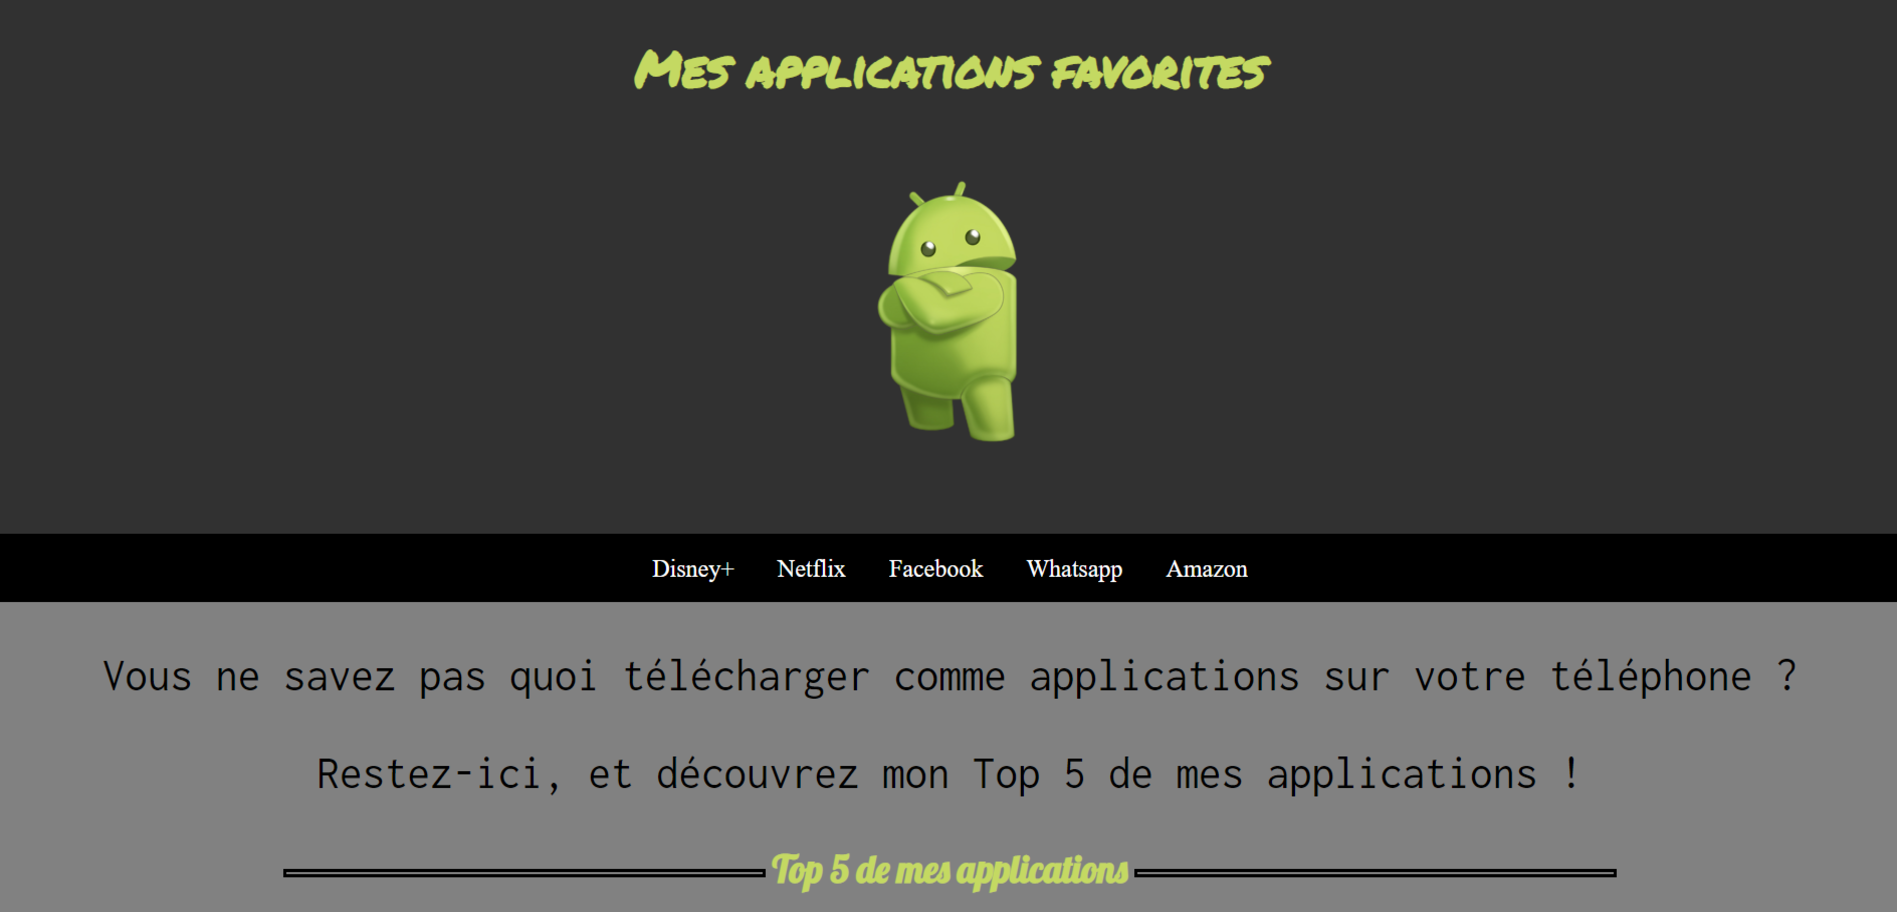 Mes applications favorites
Disney+ Netflix Facebook Whatsapp Amazon
Vous ne savez pas quoi télécharger comme applications sur votre téléphone ?
Restez-ici, et découvrez mon Top 5 de mes applications !
Top 5 de mes applications